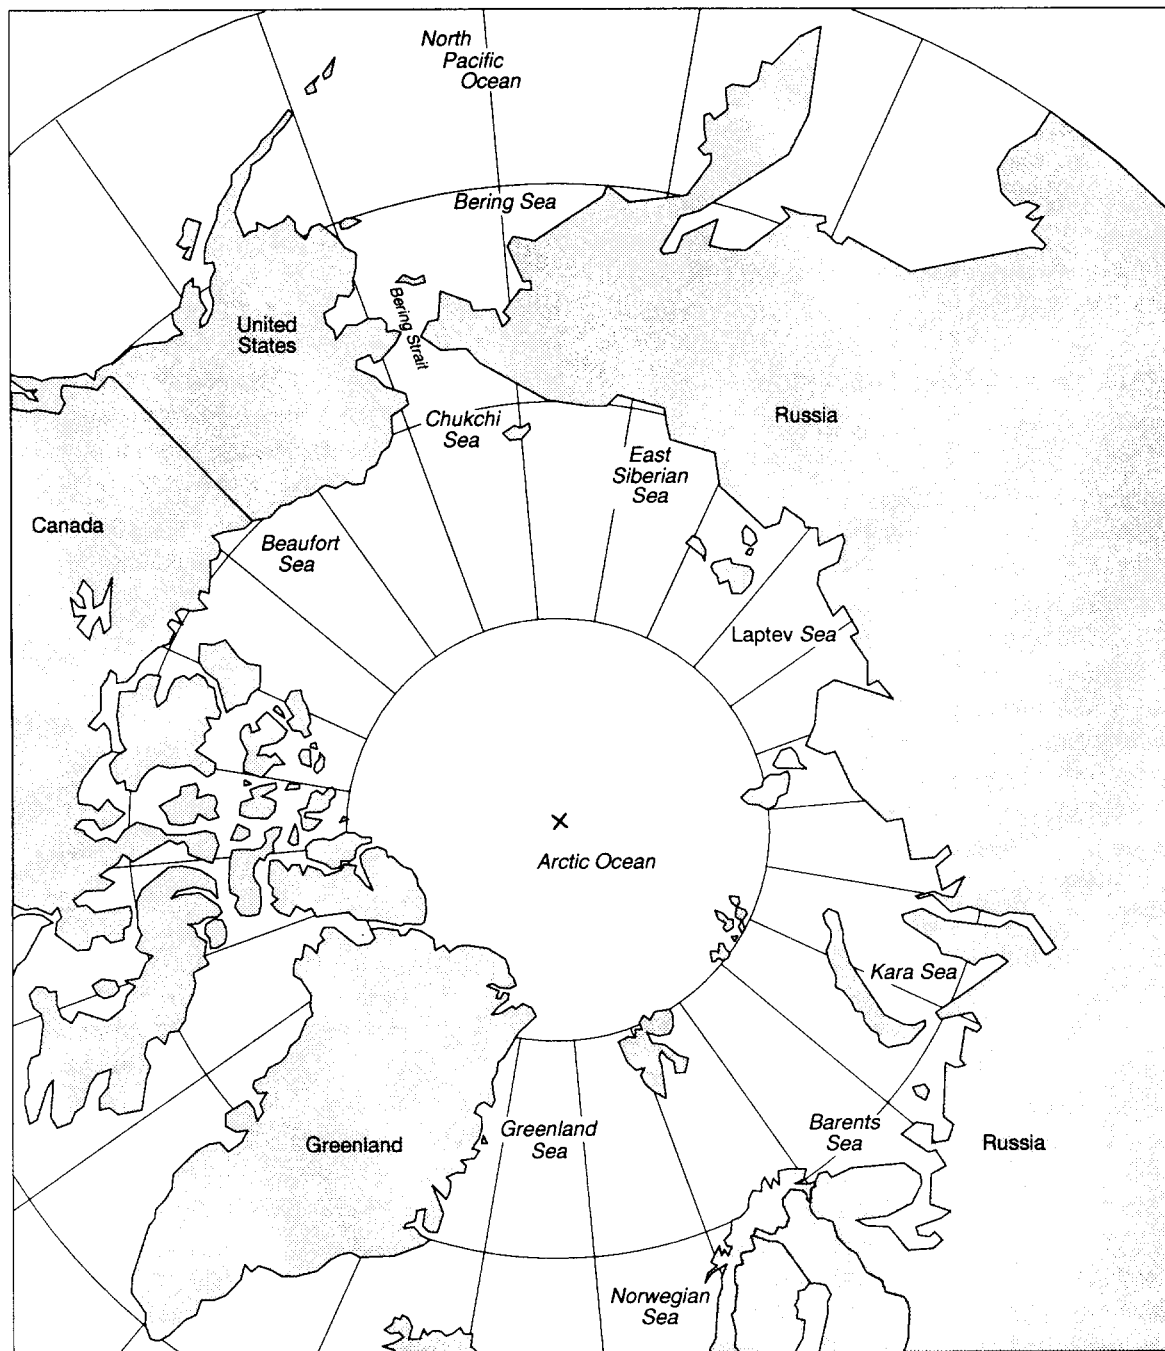 North
Pacific
Ocean
Bering Sea
Bering Strait
United
States
Chukchi
Sea
Russia
East
Siberian
Sea
Canada
Beaufort
Sea
Laptev Sea
Arctic Ocean
Kara Sea
Greenland
Greenland
Sea
Barents
Sea
Russia
Norwegian
Sea